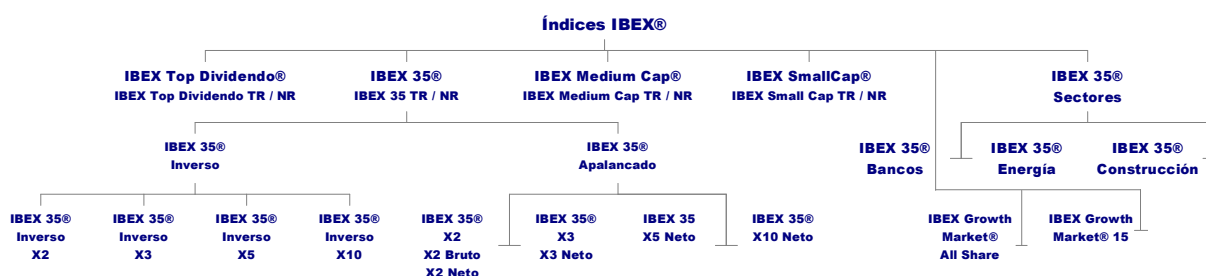 Índices IBEX®
IBEX Top Dividendo®
IBEX Top Dividendo TR / NR
IBEX 35®
IBEX 35 TR / NR
IBEX Medium Cap®
IBEX Medium Cap TR / NR
IBEX SmallCap®
IBEX Small Cap TR / NR
IBEX 35®
Sectores
IBEX 35®
Inverso
IBEX 35®
Apalancado
IBEX 35®
Bancos
IBEX 35®
Energía
IBEX 35®
Construcción
IBEX 35®
Inverso
X2
IBEX 35®
Inverso
X3
IBEX 35®
Inverso
X5
IBEX 35®
Inverso
X10
IBEX 35®
X2
X2 Bruto
X2 Neto
IBEX 35®
X3
X3 Neto
IBEX 35
X5 Neto
IBEX 35®
X10 Neto
IBEX Growth
Market®
All Share
IBEX Growth
Market® 15